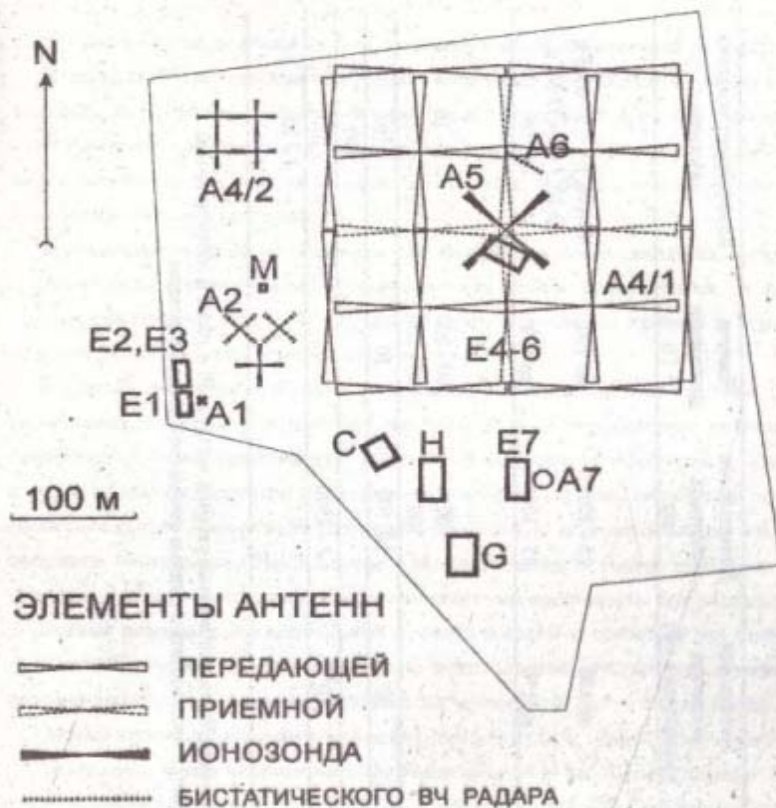 N
A6
A5
A4/2
M
A4/1
A2
E2,E3
E4-6
E1
A1
C
H
E7
A7
100 м
G
ЭЛЕМЕНТЫ АНТЕНН
ПЕРЕДАЮЩЕЙ
ПРИЕМНОЙ
ИОНОЗОНДА
БИСТАТИЧЕСКОГО ВЧ РАДАРА